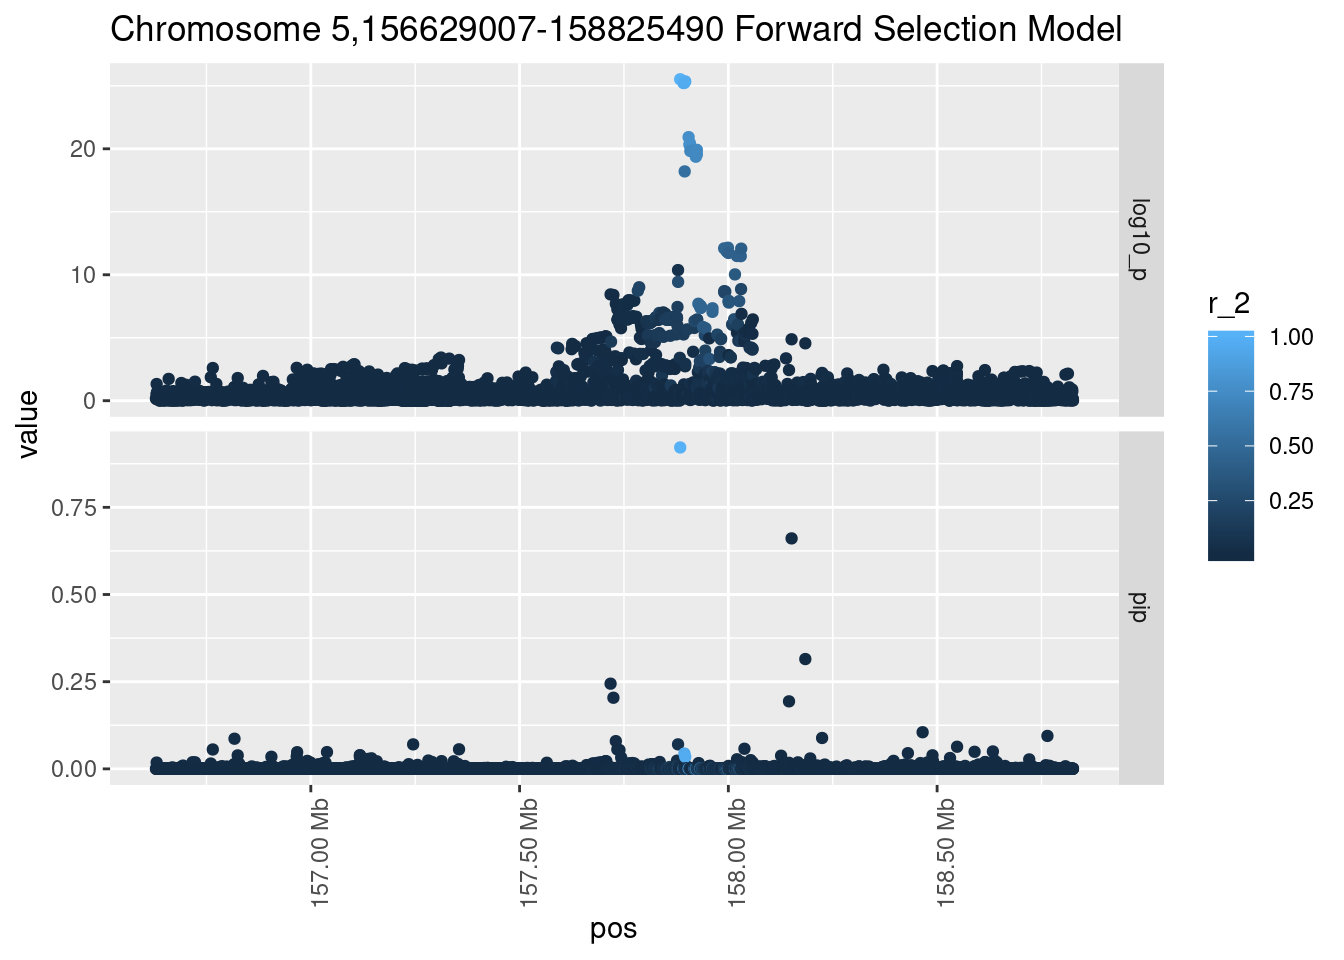 Chromosome 5,156629007-158825490 Forward Selection Model
value
20
10
0
log10_p
0.75
0.50
0.25
0.00
pip
157.00 Mb
157.50 Mb
158.00 Mb
158.50 Mb
pos
r_2
1.00
0.75
0.50
0.25